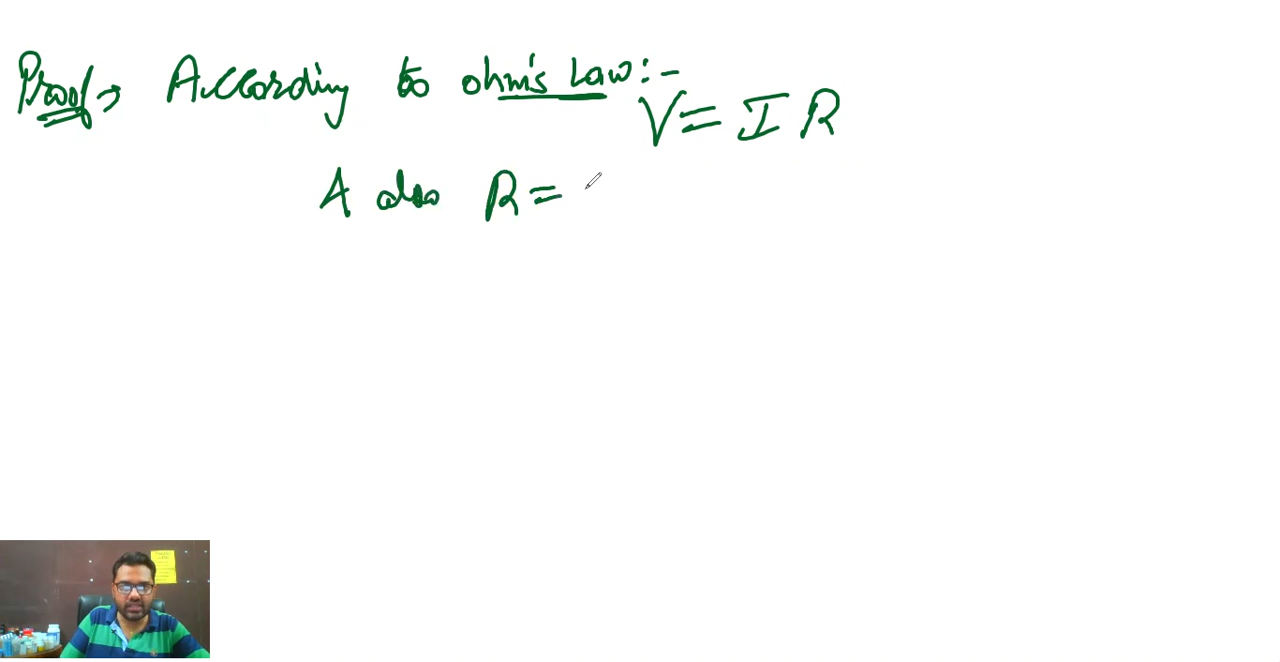 Proof → According to ohm's Law :-
V = I R
A also R =